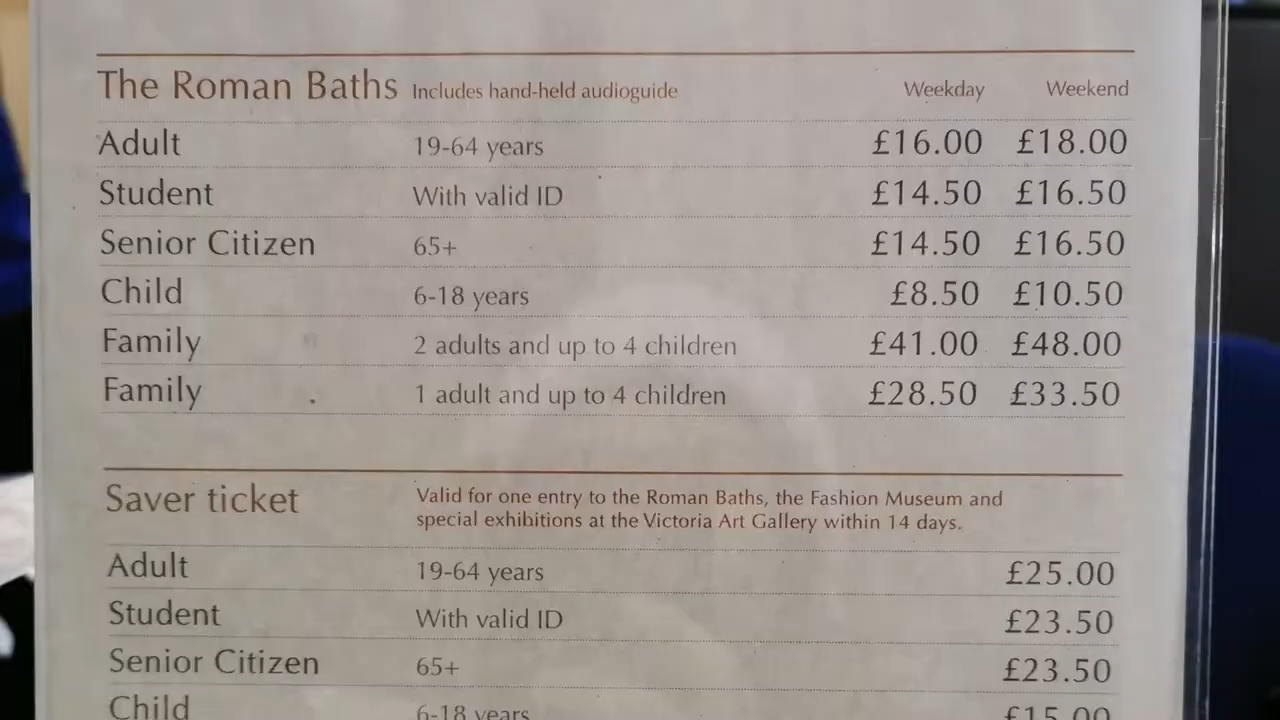 The Roman Baths Includes hand-held audioguide Weekday Weekend
Adult 19-64 years £16.00 £18.00
Student With valid ID £14.50 £16.50
Senior Citizen 65+ £14.50 £16.50
Child 6-18 years £8.50 £10.50
Family 2 adults and up to 4 children £41.00 £48.00
Family 1 adult and up to 4 children £28.50 £33.50
Saver ticket Valid for one entry to the Roman Baths, the Fashion Museum and
special exhibitions at the Victoria Art Gallery within 14 days.
Adult 19-64 years £25.00
Student With valid ID £23.50
Senior Citizen 65+ £23.50
Child 6-18 years £15.00